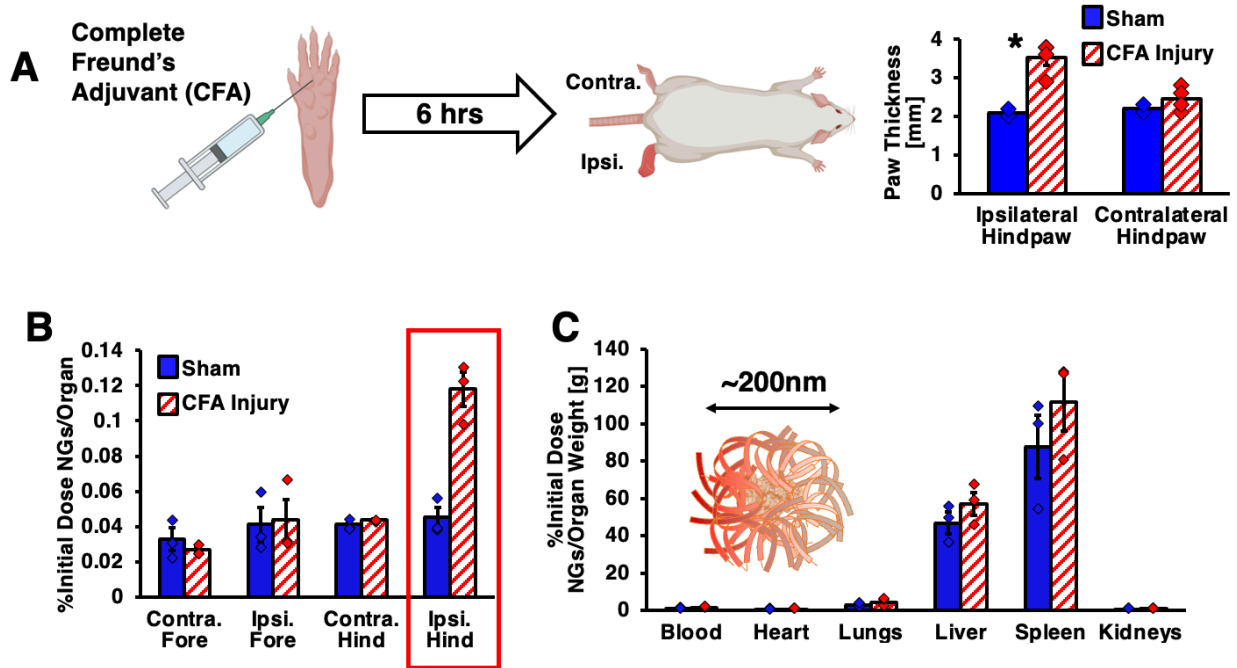 A
Complete
Freund's
Adjuvant (CFA)
6 hrs
Contra.
Ipsi.
Sham
CFA Injury
*
Paw Thickness
[mm]
4
3
2
1
0
Ipsilateral
Hindpaw
Contralateral
Hindpaw
B
%Initial Dose NGs/Organ
0.14
0.12
0.1
0.08
0.06
0.04
0.02
0
Sham
CFA Injury
Contra.
Fore
Ipsi.
Fore
Contra.
Hind
Ipsi.
Hind
C
%Initial Dose
NGs/Organ Weight [g]
140
120
100
80
60
40
20
0
~200nm
Blood
Heart
Lungs
Liver
Spleen
Kidneys